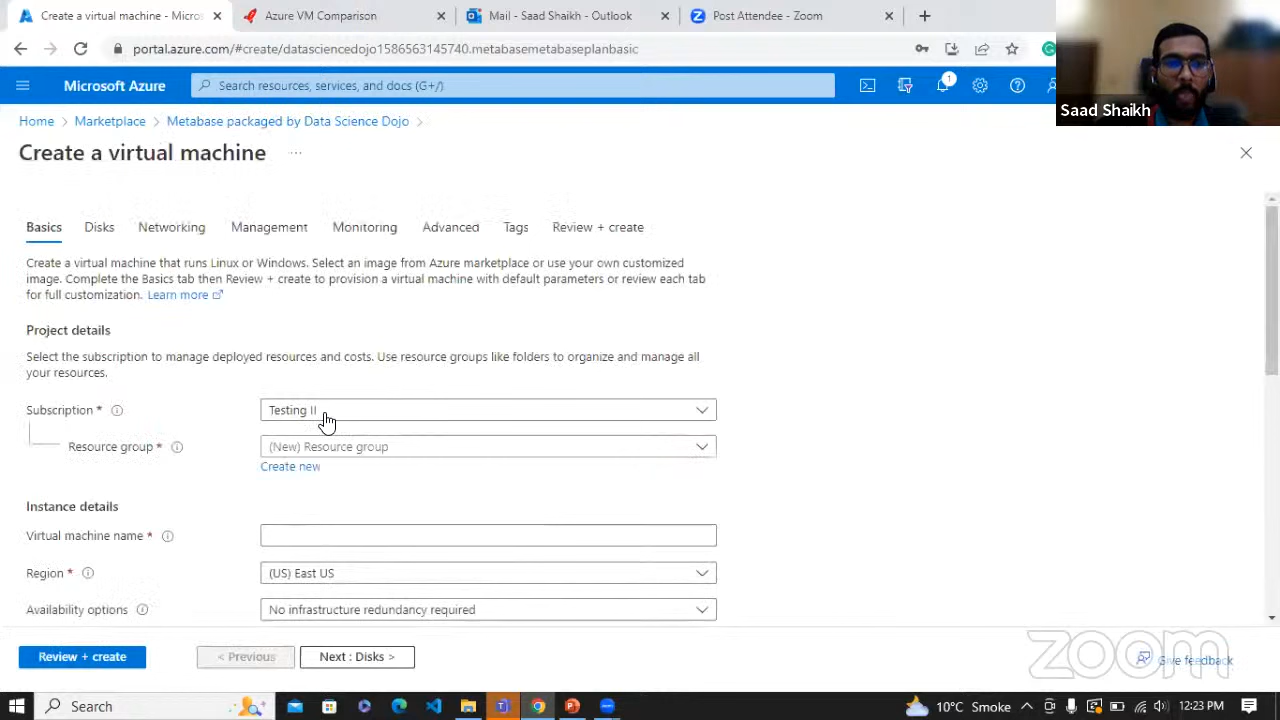 Create a virtual machine - Micros
Azure VM Comparison
Mail - Saad Shaikh - Outlook
Post Attendee - Zoom
portal.azure.com/#create/datasciencedojo1586563145740.metabasemetabaseplanbasic
Microsoft Azure
Search resources, services, and docs (G+/)
1
Saad Shaikh
Home > Marketplace > Metabase packaged by Data Science Dojo >
Create a virtual machine ...
Basics Disks Networking Management Monitoring Advanced Tags Review + create
Create a virtual machine that runs Linux or Windows. Select an image from Azure marketplace or use your own customized
image. Complete the Basics tab then Review + create to provision a virtual machine with default parameters or review each tab
for full customization. Learn more
Project details
Select the subscription to manage deployed resources and costs. Use resource groups like folders to organize and manage all
your resources.
Subscription * Testing II
Resource group * (New) Resource group
Create new
Instance details
Virtual machine name *
Region * (US) East US
Availability options No infrastructure redundancy required
Review + create < Previous Next : Disks >
zoom
Give feedback
Search
10°C Smoke
12:23 PM